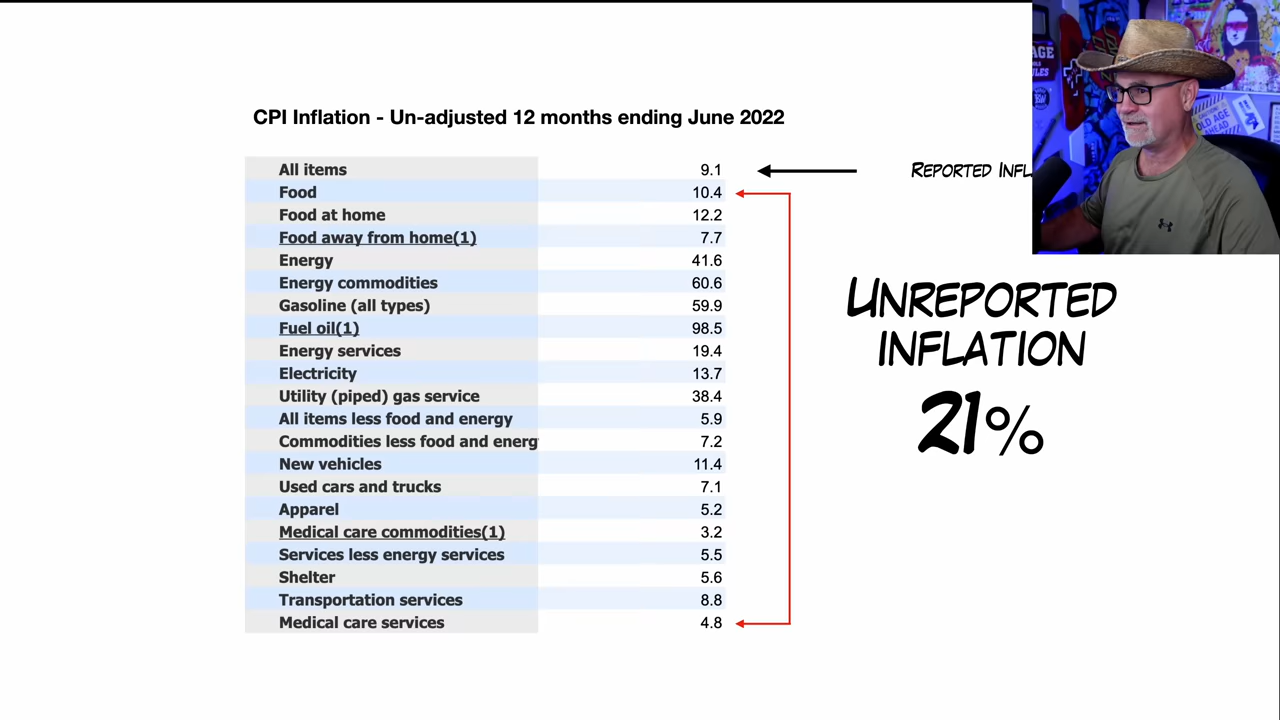 CPI Inflation - Un-adjusted 12 months ending June 2022
All items 9.1
REPORTED INFL
Food 10.4
Food at home 12.2
Food away from home(1) 7.7
Energy 41.6
Energy commodities 60.6
Gasoline (all types) 59.9
Fuel oil(1) 98.5
Energy services 19.4
Electricity 13.7
Utility (piped) gas service 38.4
All items less food and energy 5.9
Commodities less food and energ 7.2
New vehicles 11.4
Used cars and trucks 7.1
Apparel 5.2
Medical care commodities(1) 3.2
Services less energy services 5.5
Shelter 5.6
Transportation services 8.8
Medical care services 4.8
UNREPORTED
INFLATION
21%
AGE
OLD AGE
AHEAD